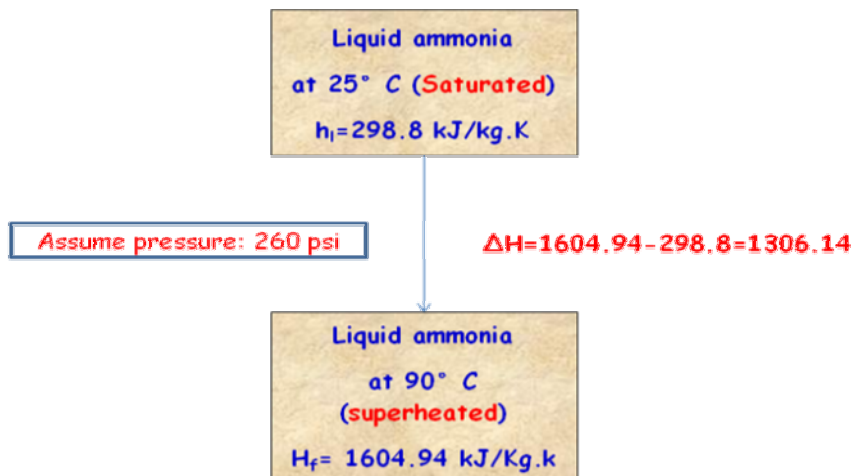 Liquid ammonia
at 25° C (Saturated)
hₗ=298.8 kJ/kg.K
Assume pressure: 260 psi
ΔH=1604.94-298.8=1306.14
Liquid ammonia
at 90° C
(superheated)
H_f= 1604.94 kJ/Kg.k